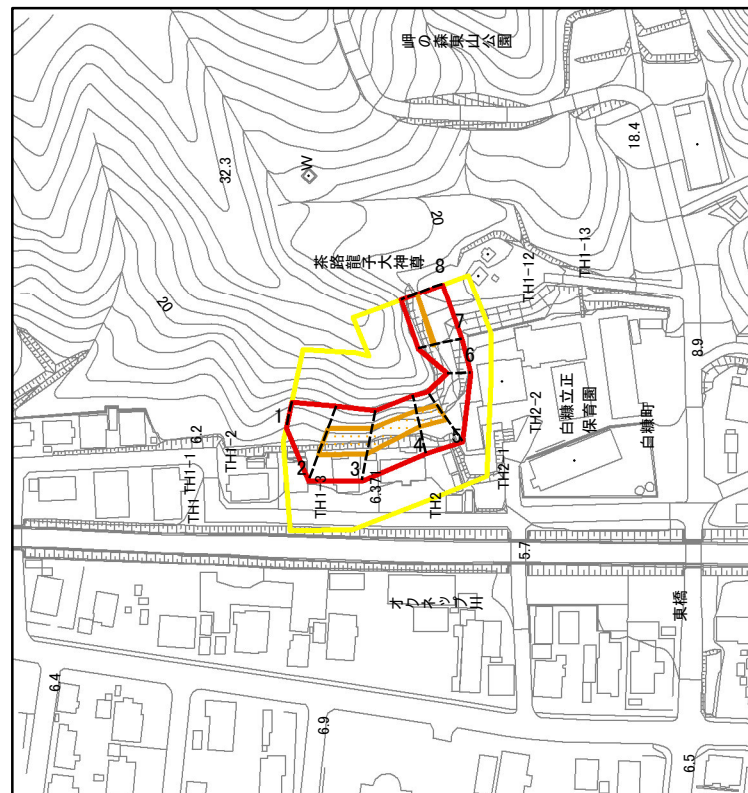 岬の森東山公園
32.3
W
18.4
20
茶路龍子大神尊
20
8
TH1-12
TH1-13
7
6
8.9
1
6.2
TH1-2
TH1-1
TH1
2
TH1-3
3
6.37
4
5
TH2
TH2-1
TH2-2
白糠立正
保育園
白糠町
5.7
オクネップ川
東橋
6.4
6.9
6.5